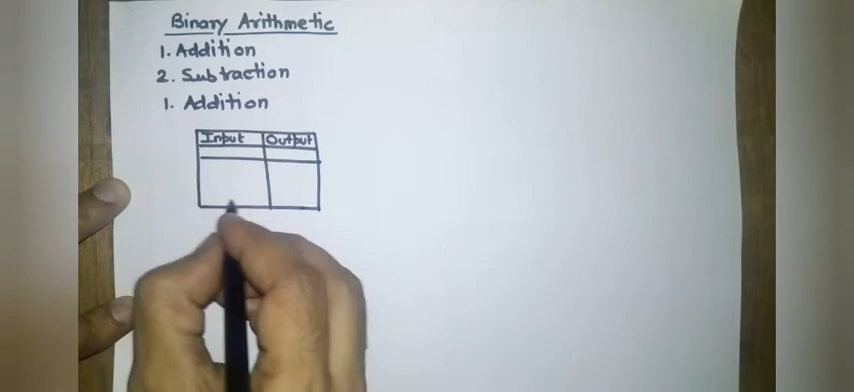 Binary Arithmetic
1. Addition
2. Subtraction
1. Addition
Input Output